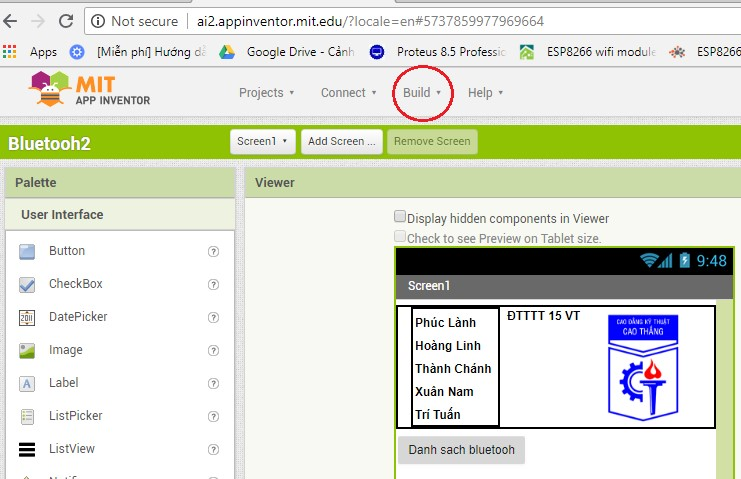 Not secure ai2.appinventor.mit.edu/?locale=en#5737859977969664
Apps [Miễn phí] Hướng dẫ Google Drive - Cảnh Proteus 8.5 Professic ESP8266 wifi module ESP8266
MIT
APP INVENTOR
Projects Connect Build Help
Bluetooh2 Screen1 Add Screen ... Remove Screen
Palette
Viewer
User Interface
Button
CheckBox
DatePicker
Image
Label
ListPicker
ListView
Display hidden components in Viewer
Check to see Preview on Tablet size.
9:48
Screen1
Phúc Lành
Hoàng Linh
Thành Chánh
Xuân Nam
Trí Tuấn
ĐTTTT 15 VT
CAO ĐẲNG KỸ THUẬT
CAO THẮNG
Danh sach bluetooh